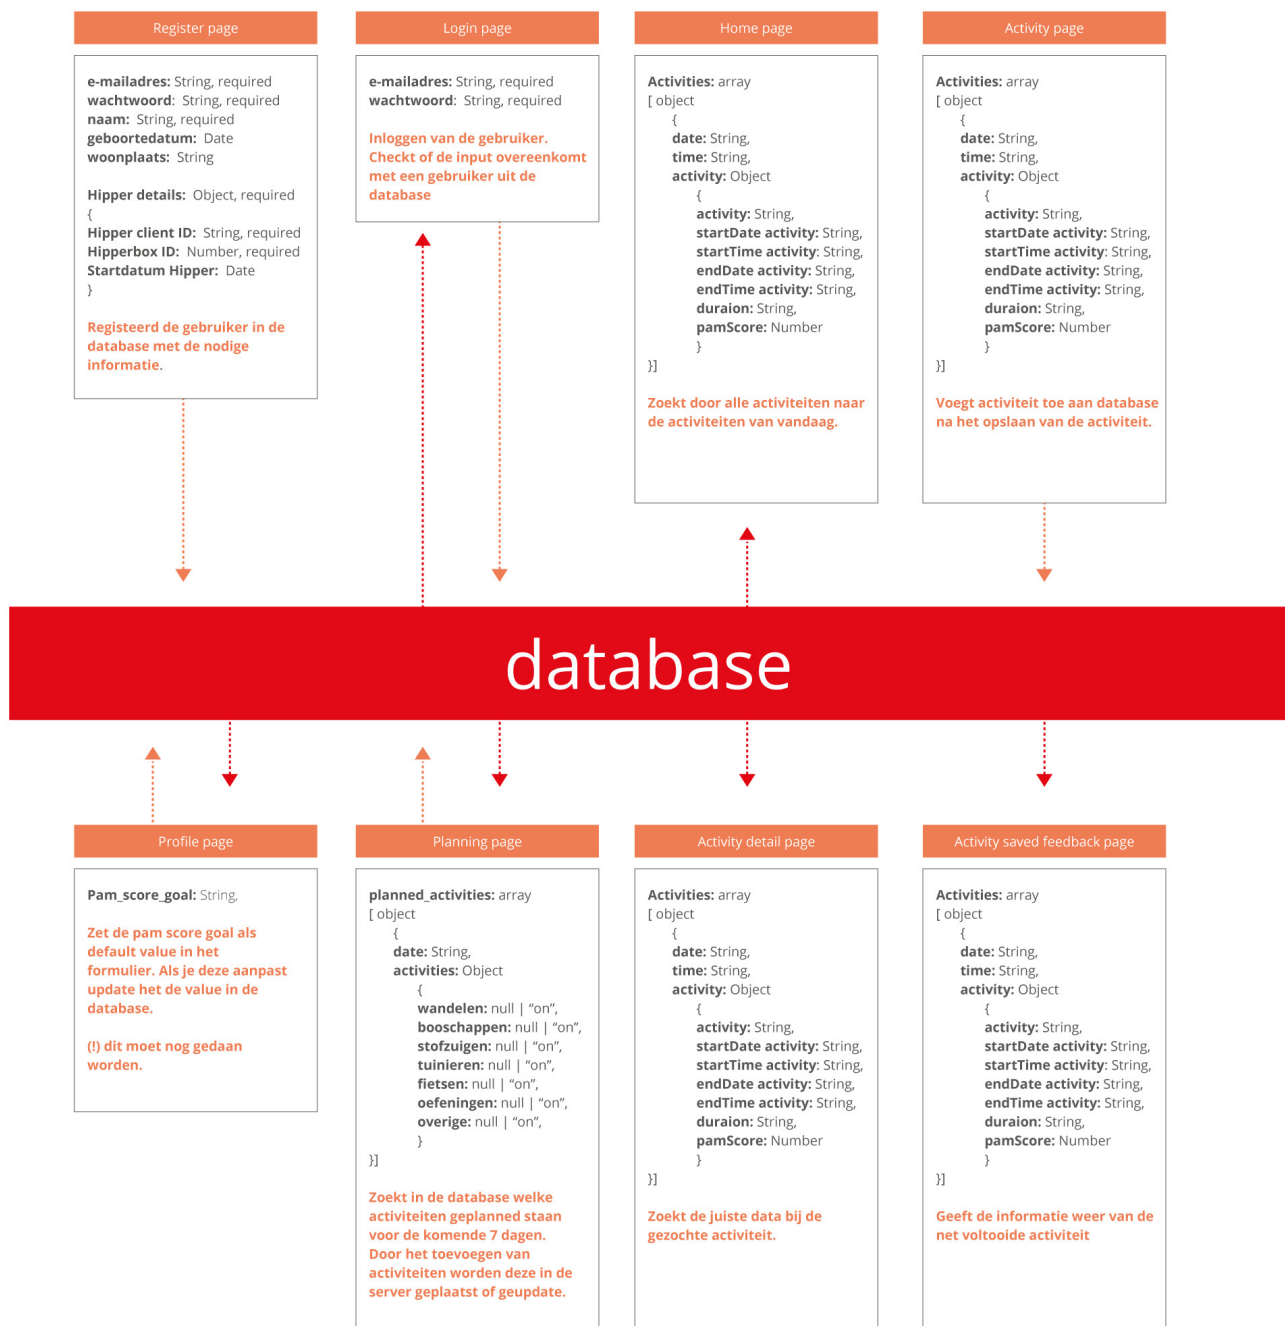 Register page
e-mailadres: String, required
wachtwoord:  String, required
naam:  String, required
geboortedatum:  Date
woonplaats:  String
Hipper details:  Object, required
{
Hipper client ID:  String, required
Hipperbox ID:  Number, required
Startdatum Hipper:  Date
}
Registeerd de gebruiker in de
database met de nodige
informatie.
Login page
e-mailadres: String, required
wachtwoord:  String, required
Inloggen van de gebruiker.
Checkt of de input overeenkomt
met een gebruiker uit de
database
Home page
Activities: array
[ object
{
date: String,
time: String,
activity: Object
{
activity: String,
startDate activity: String,
startTime activity: String,
endDate activity: String,
endTime activity: String,
duraion: String,
pamScore: Number
}
}]
Zoekt door alle activiteiten naar
de activiteiten van vandaag.
Activity page
Activities: array
[ object
{
date: String,
time: String,
activity: Object
{
activity: String,
startDate activity: String,
startTime activity: String,
endDate activity: String,
endTime activity: String,
duraion: String,
pamScore: Number
}
}]
Voegt activiteit toe aan database
na het opslaan van de activiteit.
database
Profile page
Pam_score_goal: String,
Zet de pam score goal als
default value in het
formulier. Als je deze aanpast
update het de value in de
database.
(!) dit moet nog gedaan
worden.
Planning page
planned_activities: array
[ object
{
date: String,
activities: Object
{
wandelen: null | “on”,
booschappen: null | “on”,
stofzuigen: null | “on”,
tuinieren: null | “on”,
fietsen: null | “on”,
oefeningen: null | “on”,
overige: null | “on”,
}
}]
Zoekt in de database welke
activiteiten geplanned staan
voor de komende 7 dagen.
Door het toevoegen van
activiteiten worden deze in de
server geplaatst of geupdate.
Activity detail page
Activities: array
[ object
{
date: String,
time: String,
activity: Object
{
activity: String,
startDate activity: String,
startTime activity: String,
endDate activity: String,
endTime activity: String,
duraion: String,
pamScore: Number
}
}]
Zoekt de juiste data bij de
gezochte activiteit.
Activity saved feedback page
Activities: array
[ object
{
date: String,
time: String,
activity: Object
{
activity: String,
startDate activity: String,
startTime activity: String,
endDate activity: String,
endTime activity: String,
duraion: String,
pamScore: Number
}
}]
Geeft de informatie weer van de
net voltooide activiteit